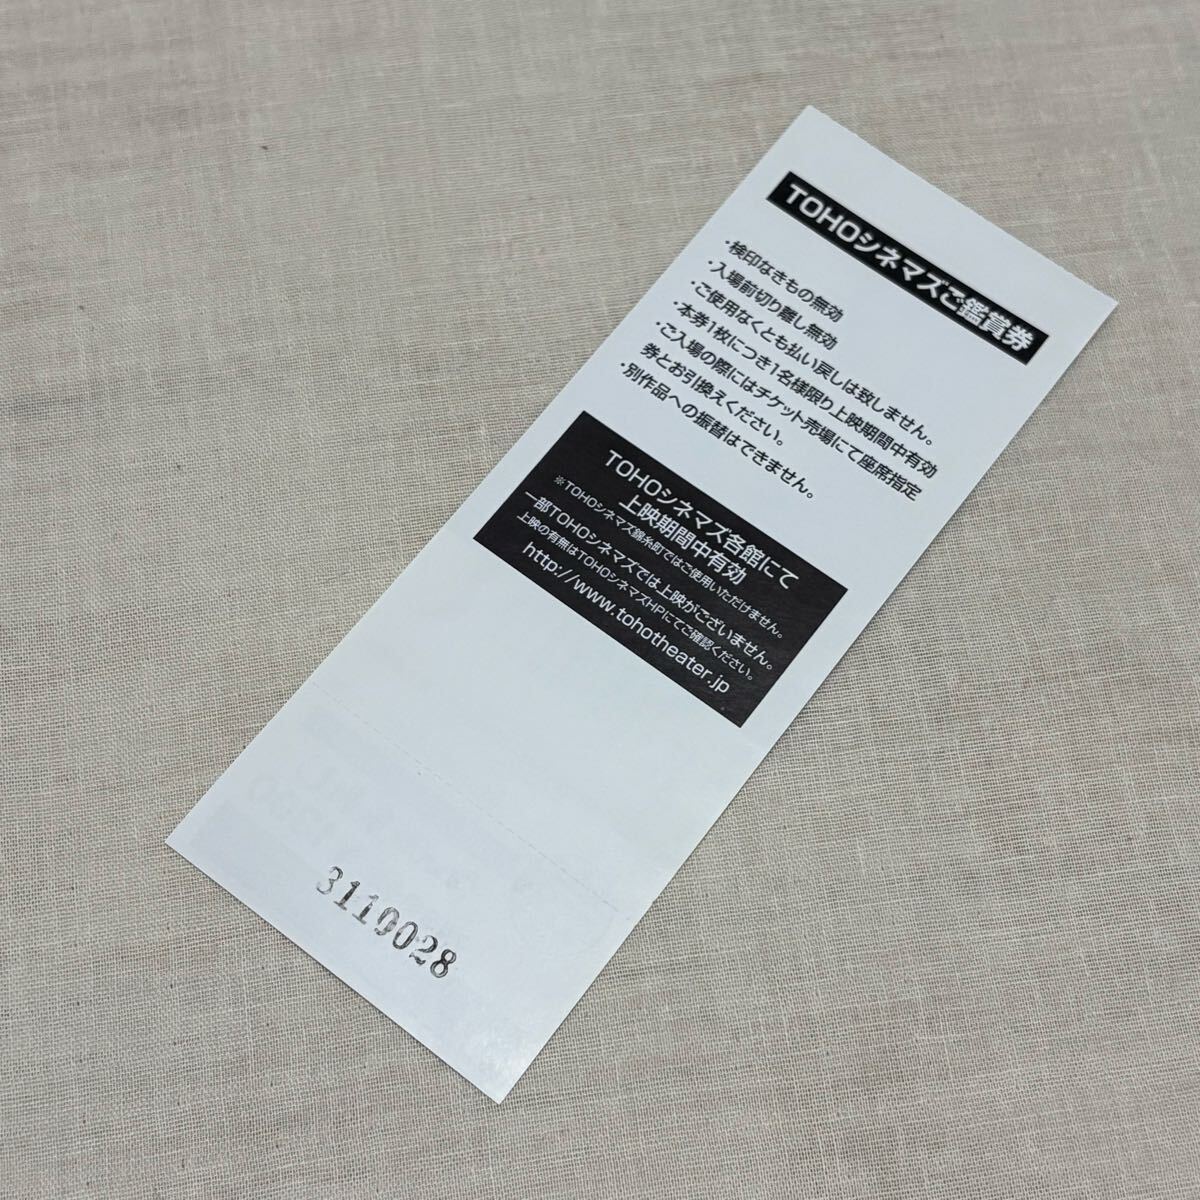 TOHOシネマズご鑑賞券
・検印なきもの無効
・入場前切り離し無効
・ご使用なくとも払い戻しは致しません。
・本券1枚につき1名様限り上映期間中有効
・ご入場の際にはチケット売場にて座席指定
券とお引換えください。
・別作品への振替はできません。
TOHOシネマズ各館にて
上映期間中有効
※TOHOシネマズ錦糸町ではご使用いただけません。
一部TOHOシネマズでは上映がございません。
上映の有無はTOHOシネマズHPにてご確認ください。
http://www.tohotheater.jp
3110028